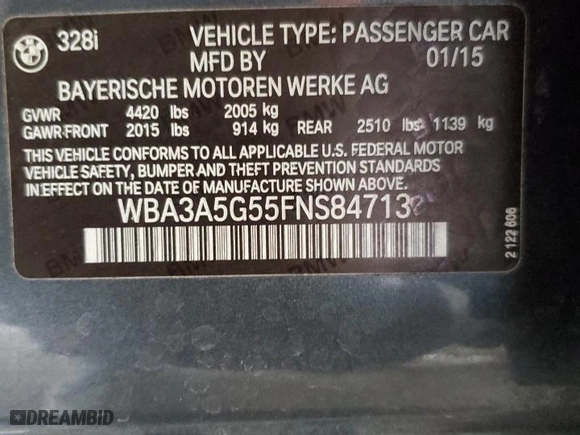 328i VEHICLE TYPE: PASSENGER CAR
MFD BY 01/15
BAYERISCHE MOTOREN WERKE AG
GVWR 4420 lbs 2005 kg
GAWR FRONT 2015 lbs 914 kg REAR 2510 lbs 1139 kg
THIS VEHICLE CONFORMS TO ALL APPLICABLE U.S. FEDERAL MOTOR
VEHICLE SAFETY, BUMPER AND THEFT PREVENTION STANDARDS
IN EFFECT ON THE DATE OF MANUFACTURE SHOWN ABOVE.
WBA3A5G55FNS84713
2 122 606
DREAMBID